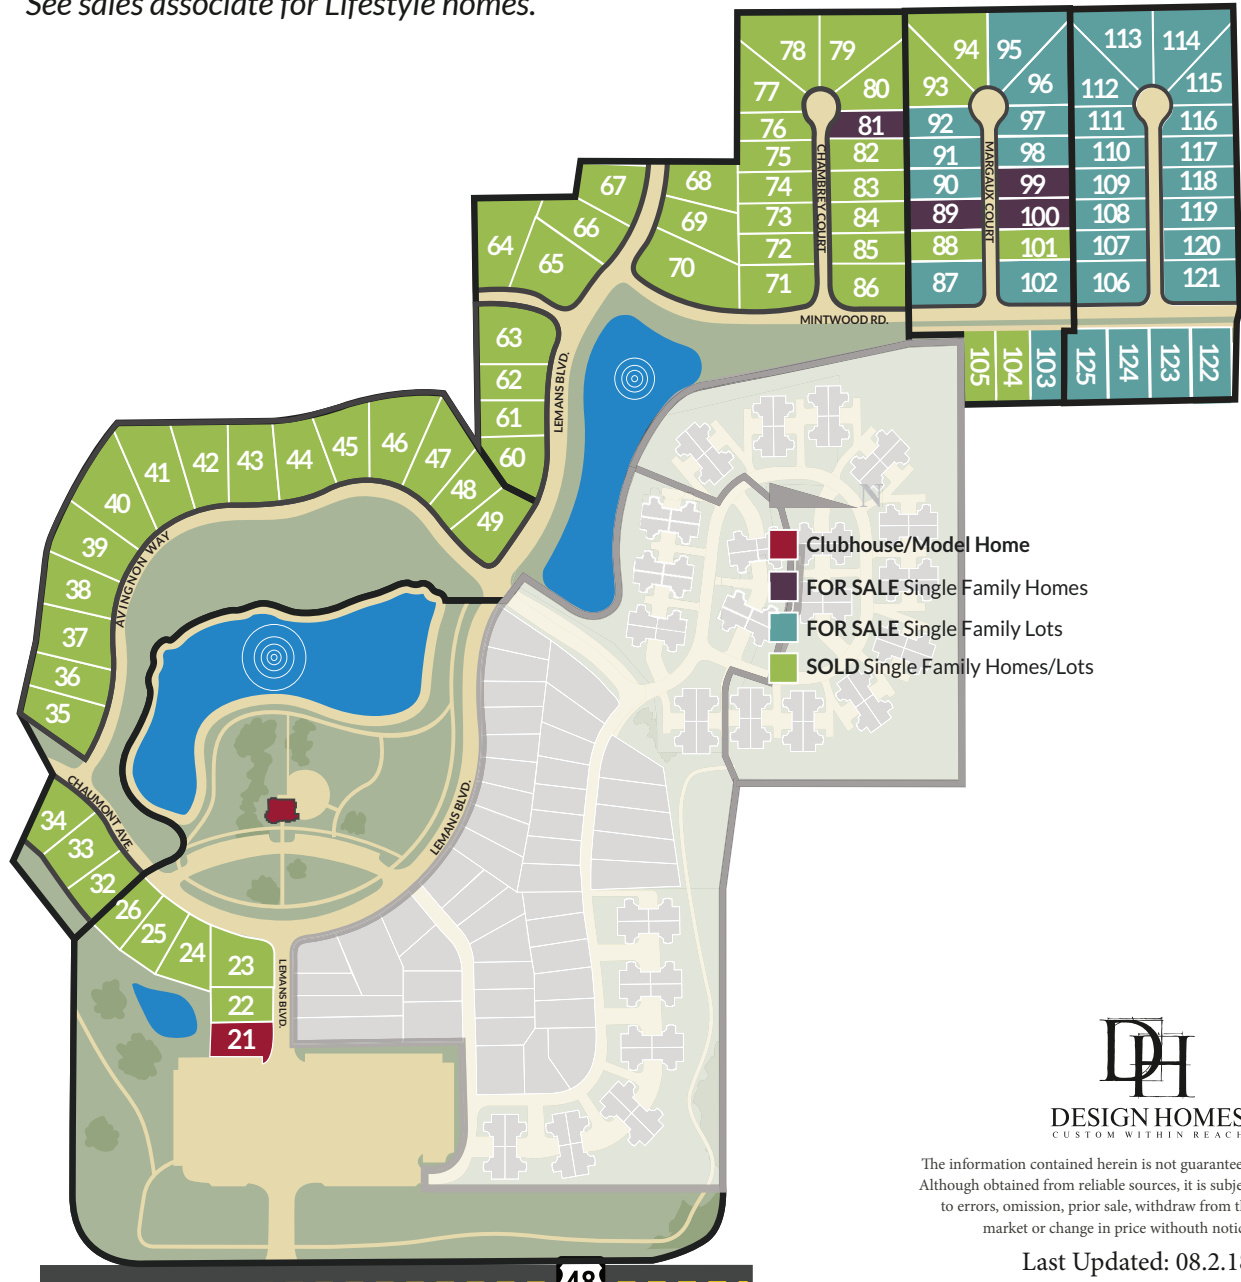 See sales associate for Lifestyle homes.
78 79
94 95
113 114
77 80
93 96
112 115
76 81
92 97
111 116
75 82
91 98
110 117
74 83
90 99
109 118
73 84
89 100
108 119
72 85
88 101
107 120
71 86
87 102
106 121
CHAMBREY COURT
MARGAUX COURT
67 68
66 69
64 65 70
MINTWOOD RD.
105 104 103 125 124 123 122
63
62
61
60
LEMANS BLVD.
41 42 43 44 45 46 47
40 48
39 49
38
37
36
35
AVINGNON WAY
N
Clubhouse/Model Home
FOR SALE Single Family Homes
FOR SALE Single Family Lots
SOLD Single Family Homes/Lots
CHAUMONT AVE.
LEMANS BLVD.
34
33
32
26
25
24 23
22
21
LEMANS BLVD.
DH
DESIGN HOMES
CUSTOM WITHIN REACH
The information contained herein is not guarantee
Although obtained from reliable sources, it is subje
to errors, omission, prior sale, withdraw from th
market or change in price withouth notic
Last Updated: 08.2.18
48